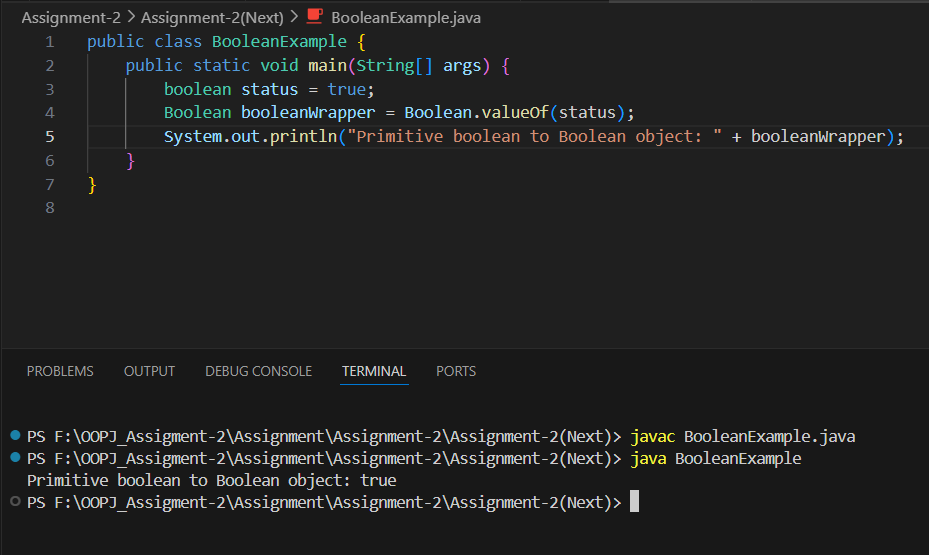 Assignment-2 > Assignment-2(Next) > BooleanExample.java
1 public class BooleanExample {
2     public static void main(String[] args) {
3         boolean status = true;
4         Boolean booleanWrapper = Boolean.valueOf(status);
5         System.out.println("Primitive boolean to Boolean object: " + booleanWrapper);
6     }
7 }
8
PROBLEMS OUTPUT DEBUG CONSOLE TERMINAL PORTS
PS F:\OOPJ_Assigment-2\Assignment\Assignment-2\Assignment-2(Next)> javac BooleanExample.java
PS F:\OOPJ_Assigment-2\Assignment\Assignment-2\Assignment-2(Next)> java BooleanExample
Primitive boolean to Boolean object: true
PS F:\OOPJ_Assigment-2\Assignment\Assignment-2\Assignment-2(Next)>